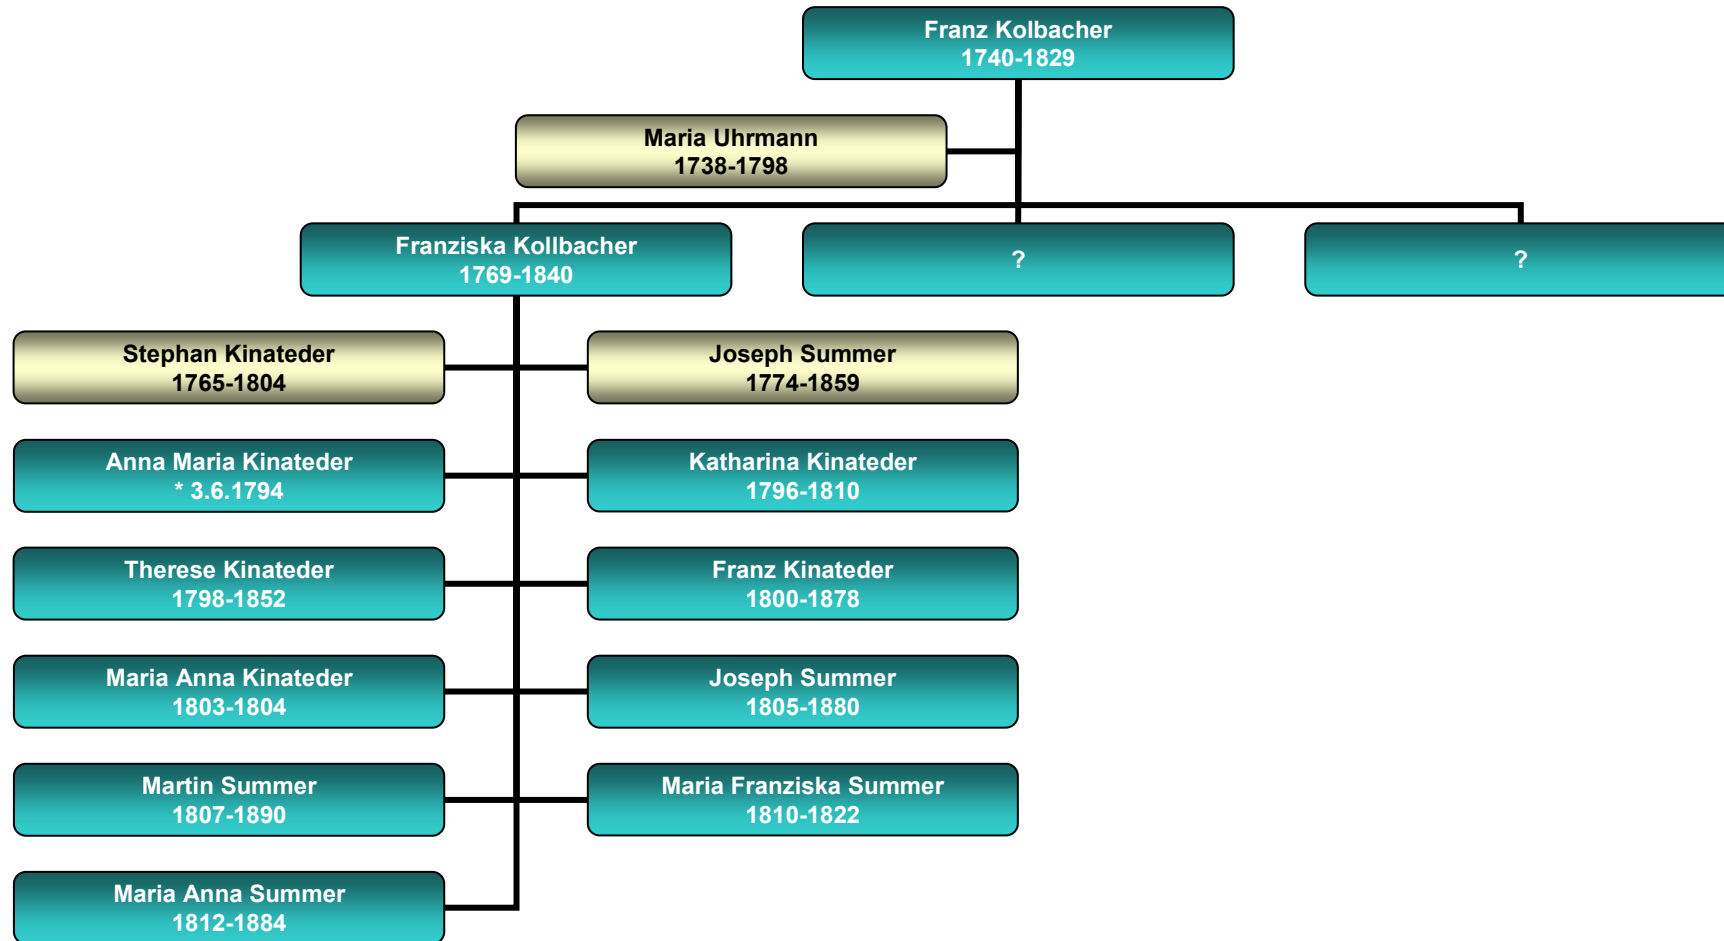 Franz Kolbacher
1740-1829
Maria Uhrmann
1738-1798
Franziska Kollbacher
1769-1840
?
?
Stephan Kinateder
1765-1804
Joseph Summer
1774-1859
Anna Maria Kinateder
* 3.6.1794
Katharina Kinateder
1796-1810
Therese Kinateder
1798-1852
Franz Kinateder
1800-1878
Maria Anna Kinateder
1803-1804
Joseph Summer
1805-1880
Martin Summer
1807-1890
Maria Franziska Summer
1810-1822
Maria Anna Summer
1812-1884